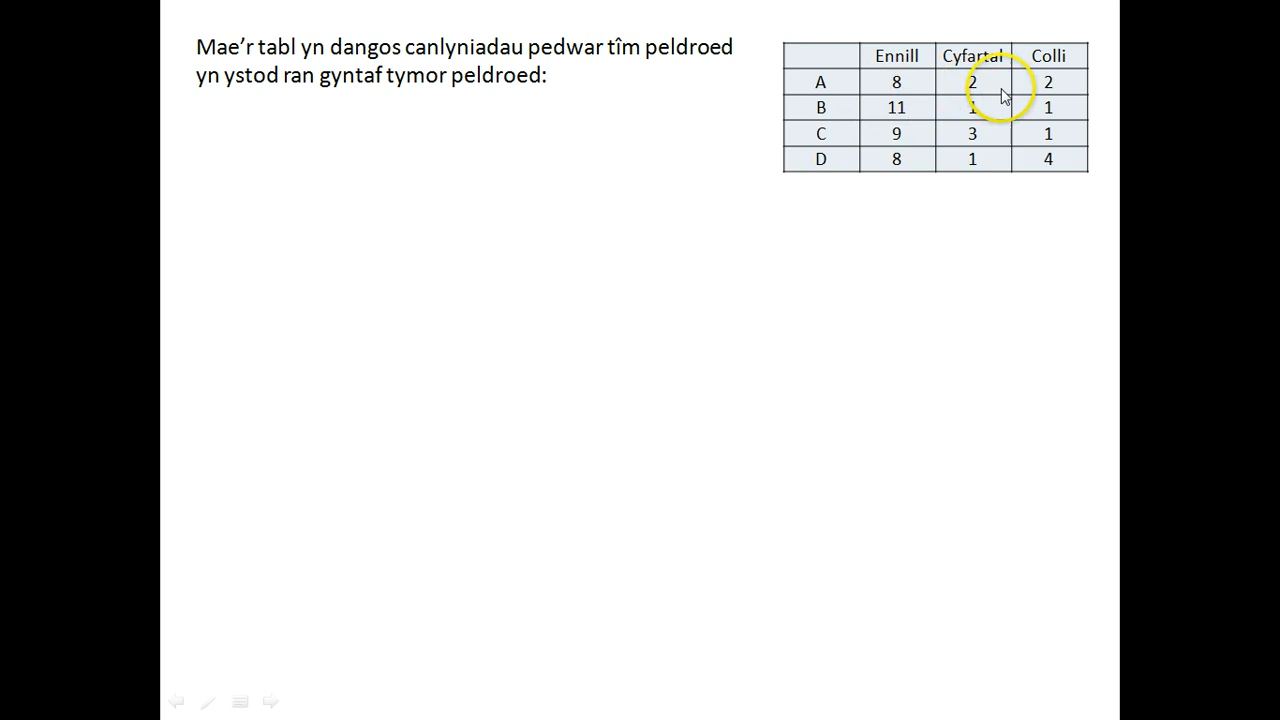 Mae’r tabl yn dangos canlyniadau pedwar tîm peldroed
yn ystod ran gyntaf tymor peldroed:
Ennill Cyfartal Colli
A 8 2 2
B 11 1 1
C 9 3 1
D 8 1 4